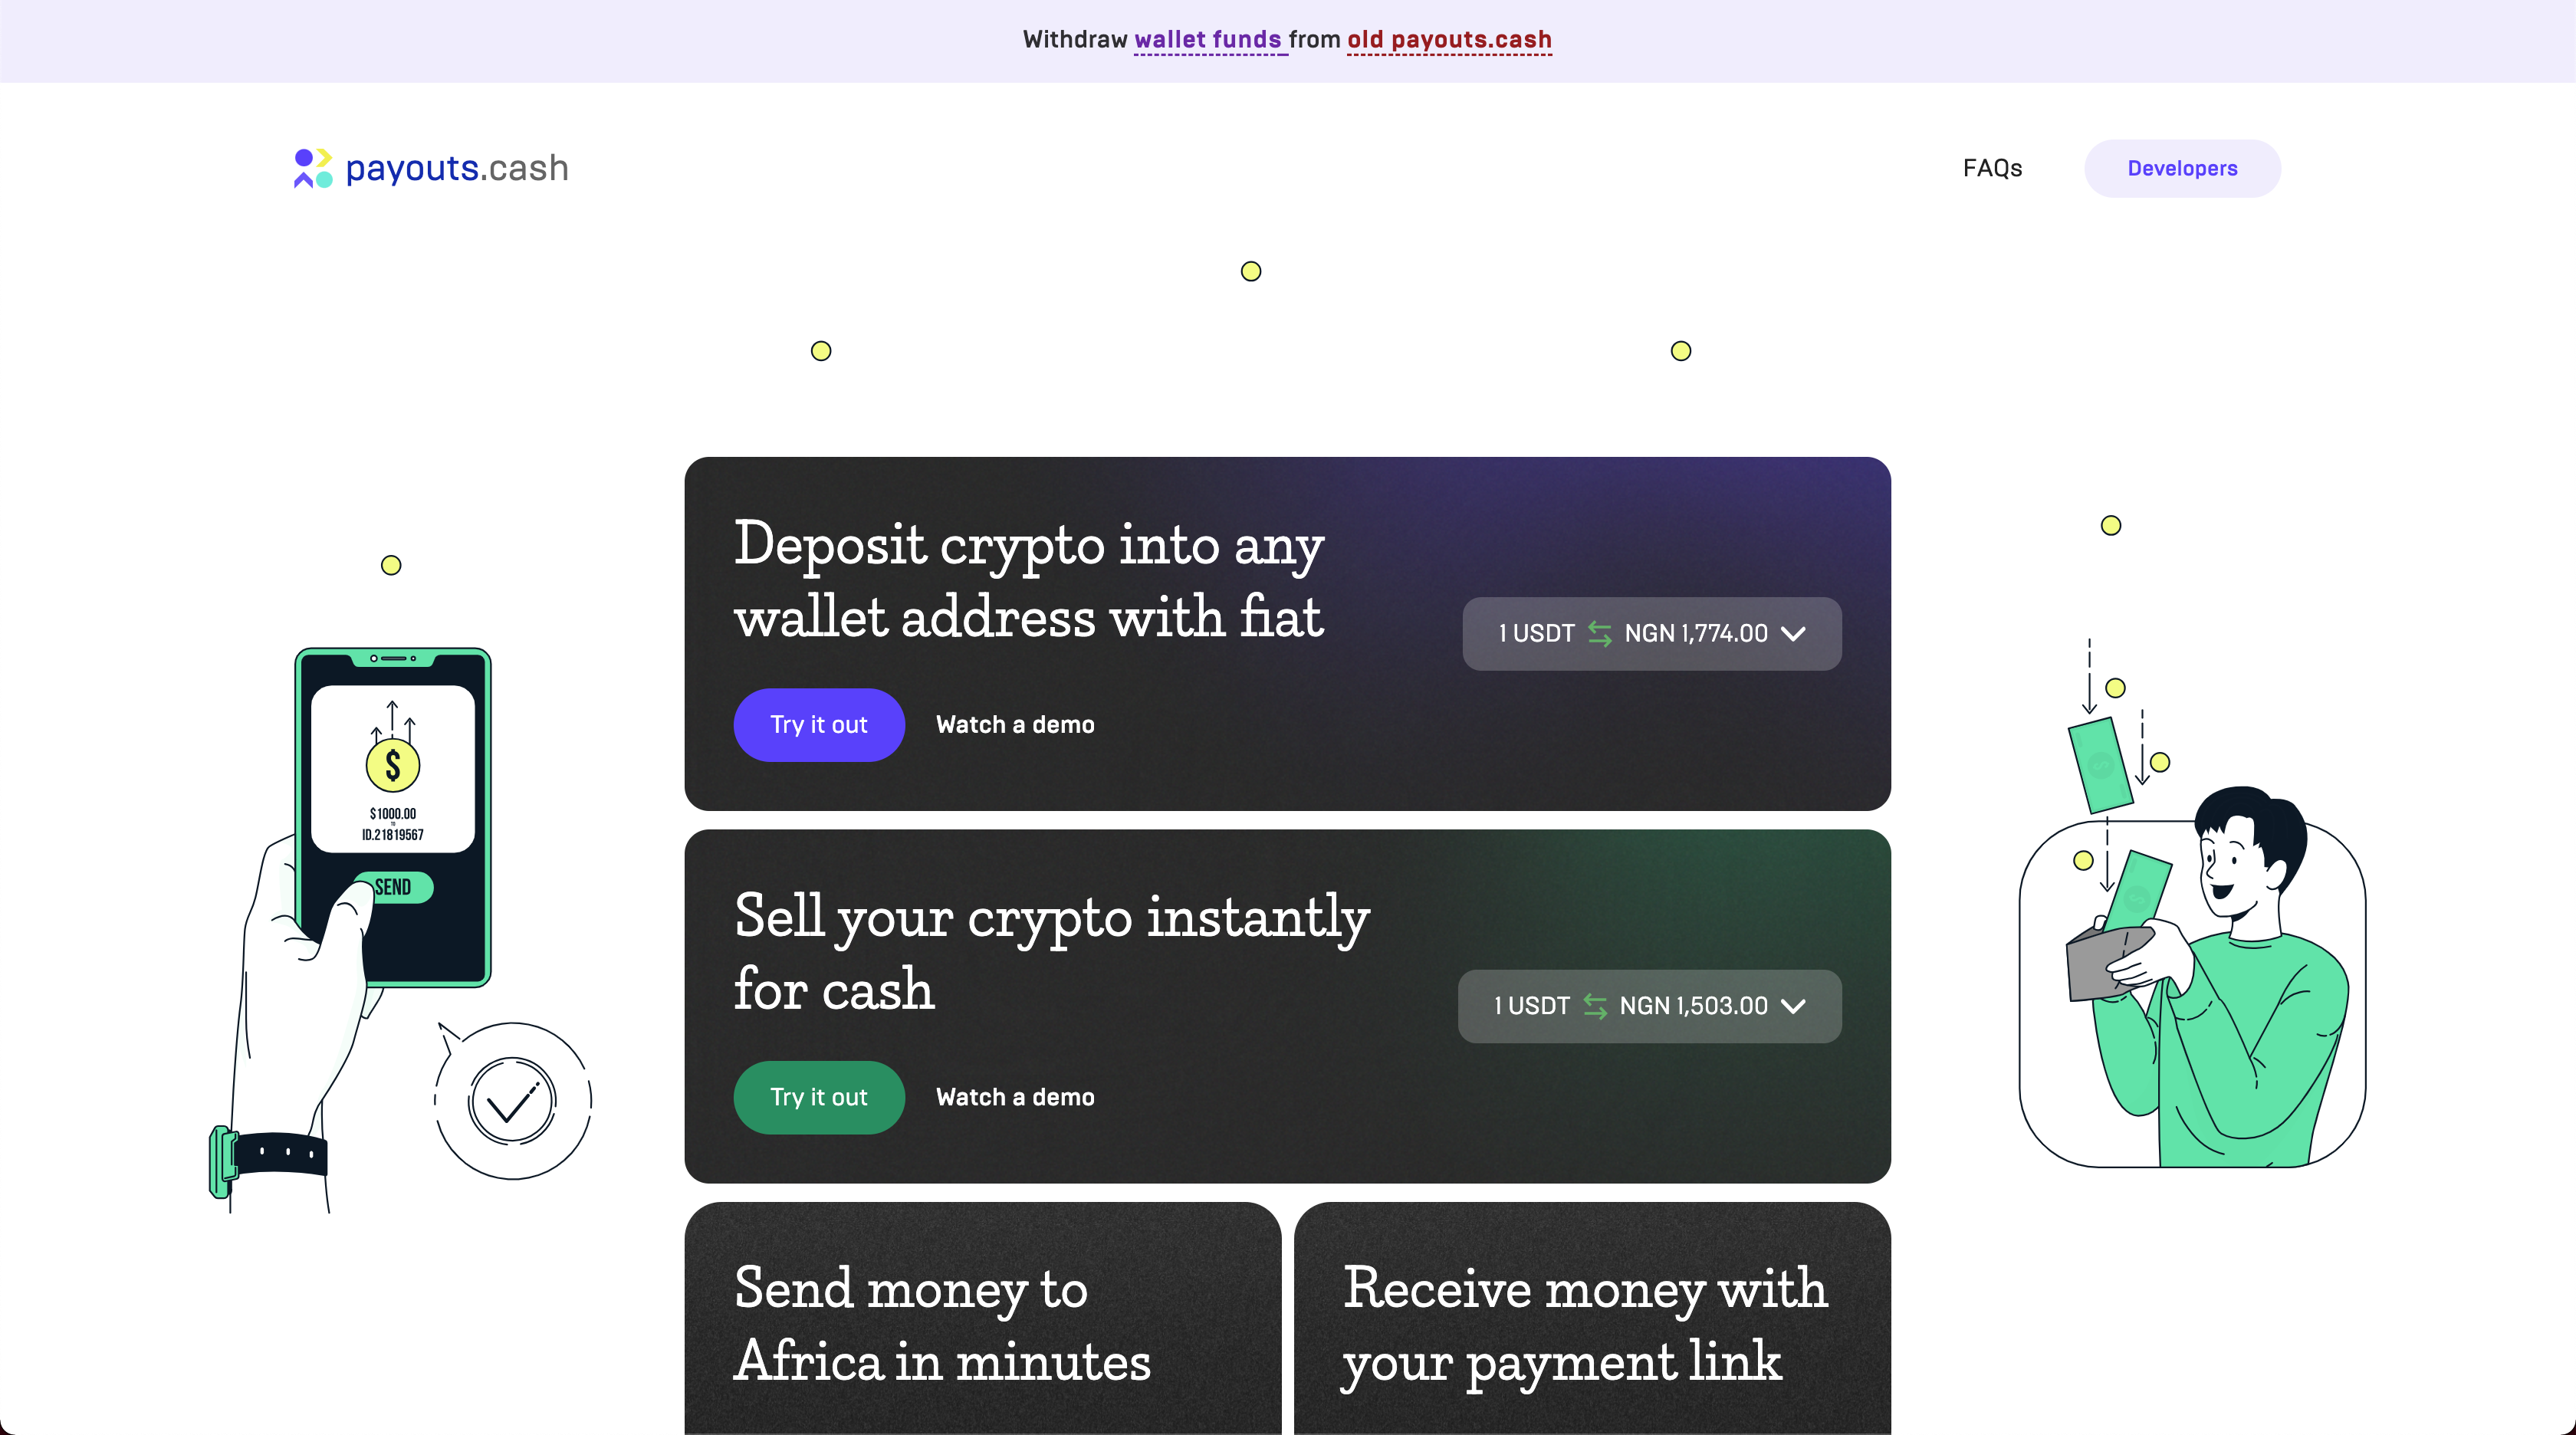 Withdraw wallet funds from old payouts.cash
payouts.cash
FAQs
Developers
Deposit crypto into any
wallet address with fiat
1 USDT NGN 1,774.00
Try it out
Watch a demo
$
$1000.00
TO
ID.21819567
SEND
Sell your crypto instantly
for cash
1 USDT NGN 1,503.00
Try it out
Watch a demo
Send money to
Africa in minutes
Receive money with
your payment link